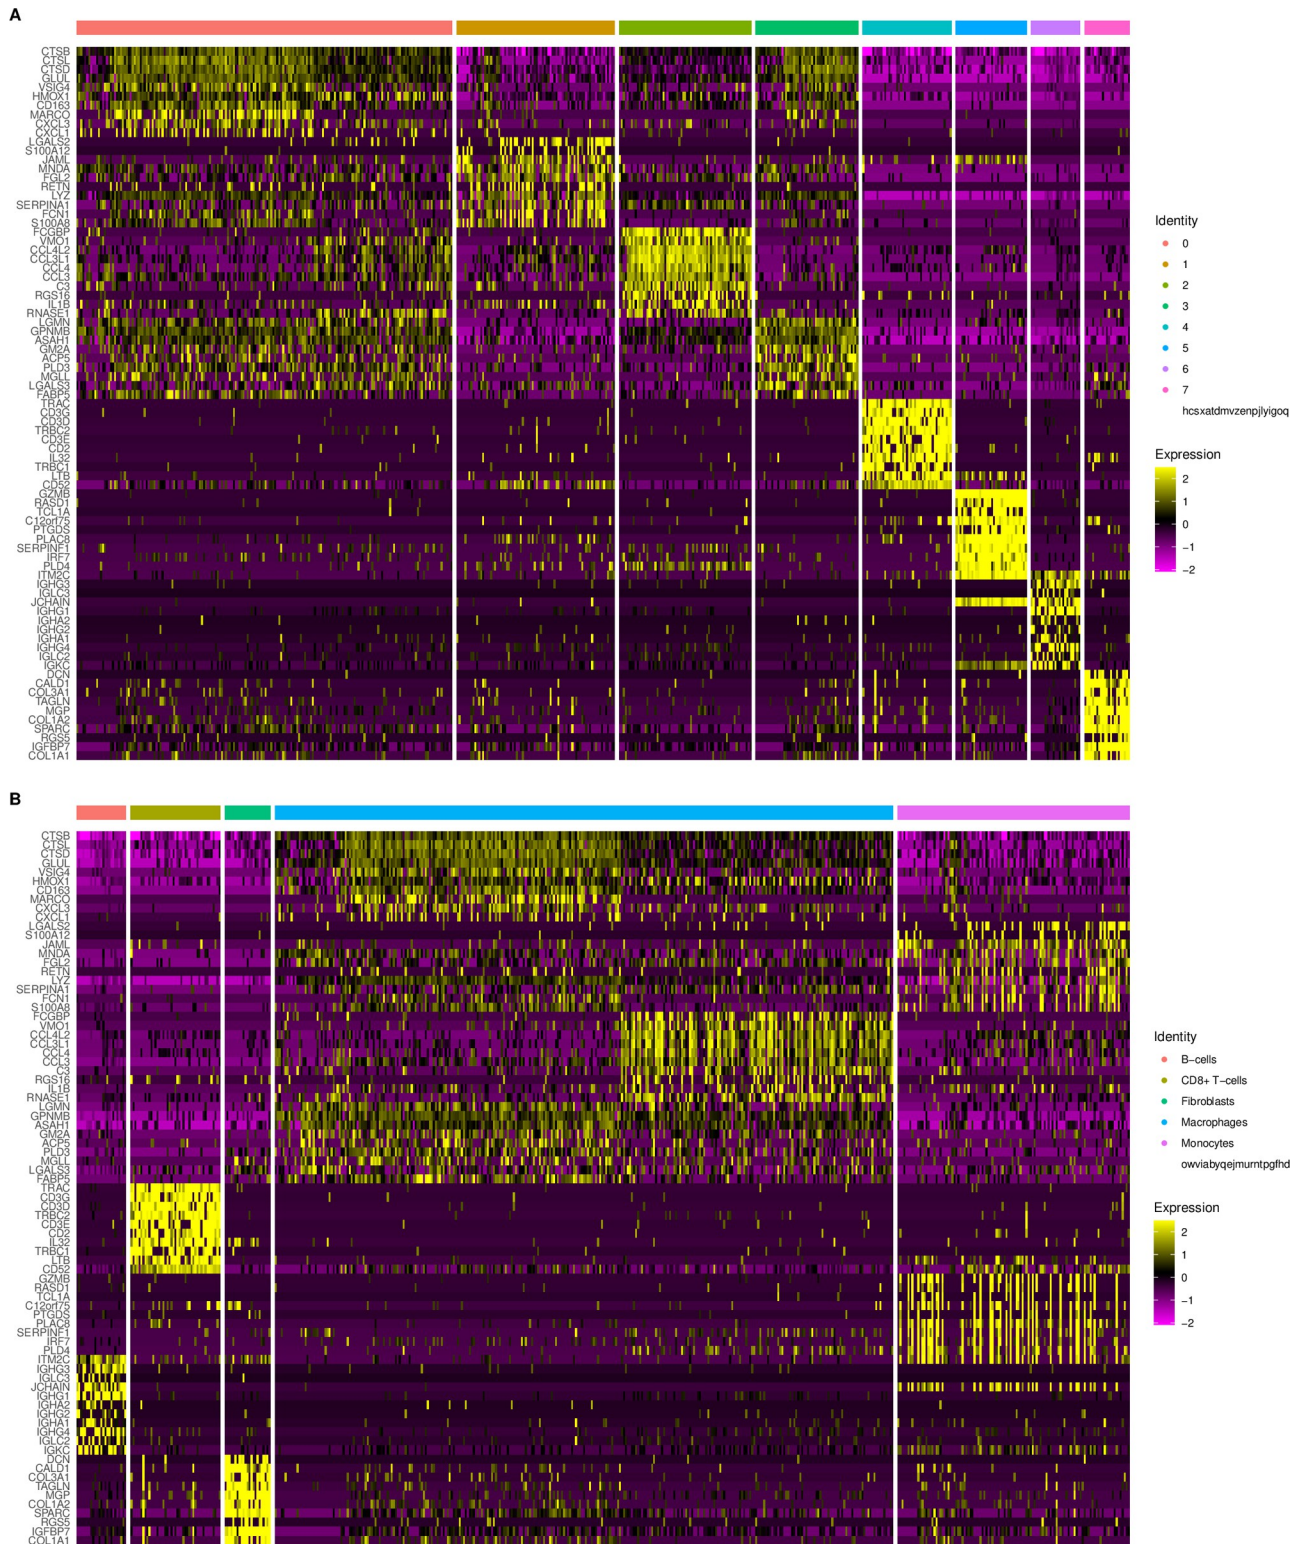 A
CTSB
CTSL
CTSD
GLUL
VSIG4
HMOX1
CD163
MARCO
CXCL3
CXCL1
LGALS2
S100A12
JAML
MNDA
FGL2
RETN
LYZ
SERPINA1
FCN1
S100A8
FCGBP
VMO1
CCL4L2
CCL3L1
CCL4
CCL3
C3
RGS16
IL1B
RNASE1
LGMN
GPNMB
ASAH1
GM2A
ACP5
PLD3
MGLL
LGALS3
FABP5
TRAC
CD3G
CD3D
TRBC2
CD3E
CD2
IL32
TRBC1
LTB
CD52
GZMB
RASD1
TCL1A
C12orf75
PTGDS
PLAC8
SERPINF1
IRF7
PLD4
ITM2C
IGHG3
IGLC3
JCHAIN
IGHG1
IGHA2
IGHG2
IGHA1
IGHG4
IGLC2
IGKC
DCN
CALD1
COL3A1
TAGLN
MGP
COL1A2
SPARC
RGS5
IGFBP7
COL1A1
Identity
0
1
2
3
4
5
6
7
hcsxatdmvzenpjlyigoq
Expression
2
1
0
−1
−2
B
CTSB
CTSL
CTSD
GLUL
VSIG4
HMOX1
CD163
MARCO
CXCL3
CXCL1
LGALS2
S100A12
JAML
MNDA
FGL2
RETN
LYZ
SERPINA1
FCN1
S100A8
FCGBP
VMO1
CCL4L2
CCL3L1
CCL4
CCL3
C3
RGS16
IL1B
RNASE1
LGMN
GPNMB
ASAH1
GM2A
ACP5
PLD3
MGLL
LGALS3
FABP5
TRAC
CD3G
CD3D
TRBC2
CD3E
CD2
IL32
TRBC1
LTB
CD52
GZMB
RASD1
TCL1A
C12orf75
PTGDS
PLAC8
SERPINF1
IRF7
PLD4
ITM2C
IGHG3
IGLC3
JCHAIN
IGHG1
IGHA2
IGHG2
IGHA1
IGHG4
IGLC2
IGKC
DCN
CALD1
COL3A1
TAGLN
MGP
COL1A2
SPARC
RGS5
IGFBP7
COL1A1
Identity
B−cells
CD8+ T−cells
Fibroblasts
Macrophages
Monocytes
owviabyqejmurntpgfhd
Expression
2
1
0
−1
−2